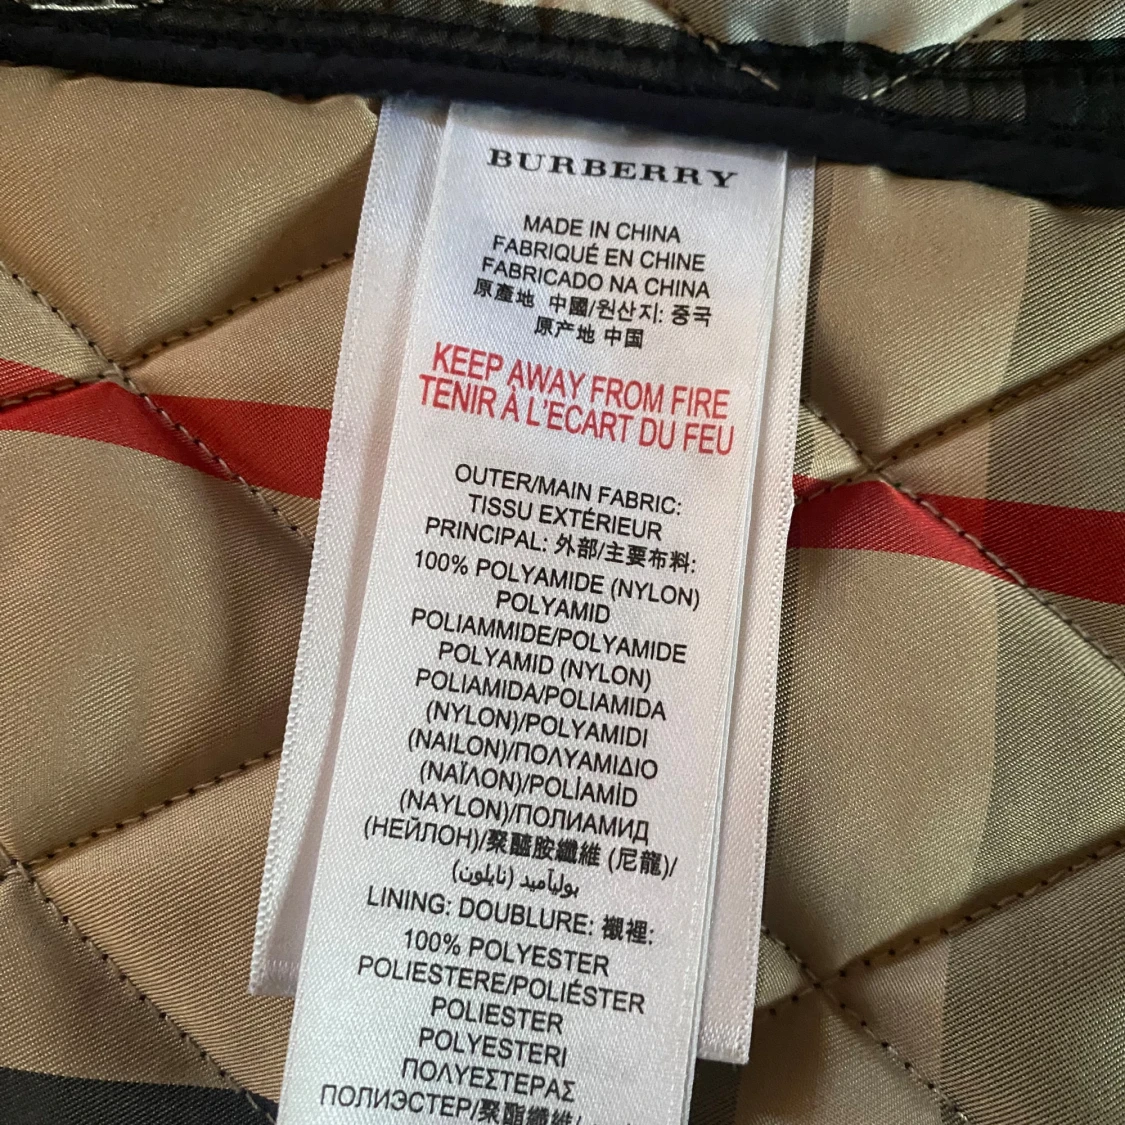 BURBERRY
MADE IN CHINA
FABRIQUÉ EN CHINE
FABRICADO NA CHINA
原產地 中國/원산지: 중국
原产地 中国
KEEP AWAY FROM FIRE
TENIR À L'ECART DU FEU
OUTER/MAIN FABRIC:
TISSU EXTÉRIEUR
PRINCIPAL: 外部/主要布料:
100% POLYAMIDE (NYLON)
POLYAMID
POLIAMMIDE/POLYAMIDE
POLYAMID (NYLON)
POLIAMIDA/POLIAMIDA
(NYLON)/POLYAMIDI
(NAILON)/ΠΟΛΥΑΜΙΔΙΟ
(ΝΑΪΛΟΝ)/POLİAMİD
(NAYLON)/ПОЛИАМИД
(НЕЙЛОН)/聚醯胺纖維 (尼龍)/
بوليآميد (نايلون)
LINING: DOUBLURE: 襯裡:
100% POLYESTER
POLIESTERE/POLIÉSTER
POLIESTER
POLYESTERI
ΠΟΛΥΕΣΤΕΡΑΣ
ПОЛИЭСТЕР/聚酯纖維/